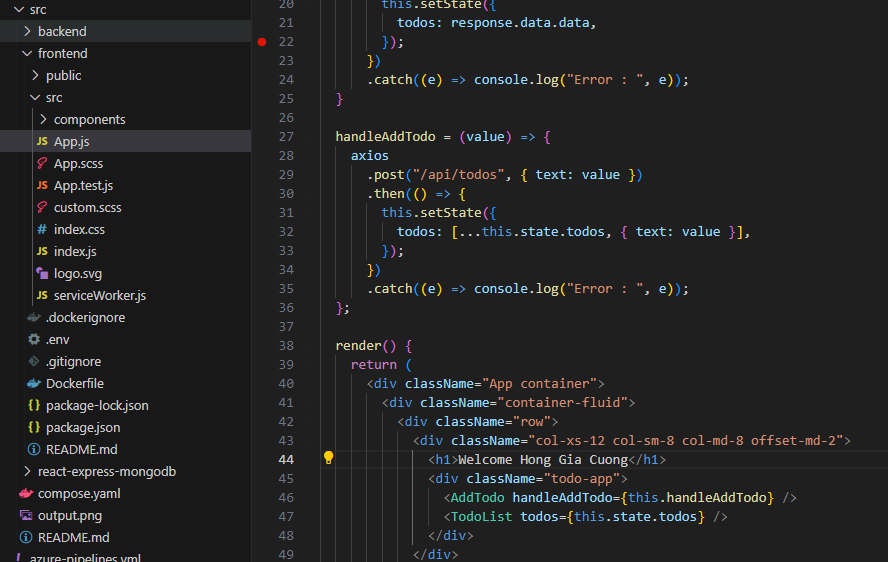 src
backend
frontend
public
src
components
JS App.js
App.scss
JS App.test.js
custom.scss
# index.css
JS index.js
logo.svg
JS serviceWorker.js
.dockerignore
.env
.gitignore
Dockerfile
{} package-lock.json
{} package.json
README.md
react-express-mongodb
compose.yaml
output.png
README.md
! azure-pipelines.yml
20 this.setState({
21 todos: response.data.data,
22 });
23 })
24 .catch((e) => console.log("Error : ", e));
25 }
26
27 handleAddTodo = (value) => {
28 axios
29 .post("/api/todos", { text: value })
30 .then(() => {
31 this.setState({
32 todos: [...this.state.todos, { text: value }],
33 });
34 })
35 .catch((e) => console.log("Error : ", e));
36 };
37
38 render() {
39 return (
40 <div className="App container">
41 <div className="container-fluid">
42 <div className="row">
43 <div className="col-xs-12 col-sm-8 col-md-8 offset-md-2">
44 <h1>Welcome Hong Gia Cuong</h1>
45 <div className="todo-app">
46 <AddTodo handleAddTodo={this.handleAddTodo} />
47 <TodoList todos={this.state.todos} />
48 </div>
49 </div>